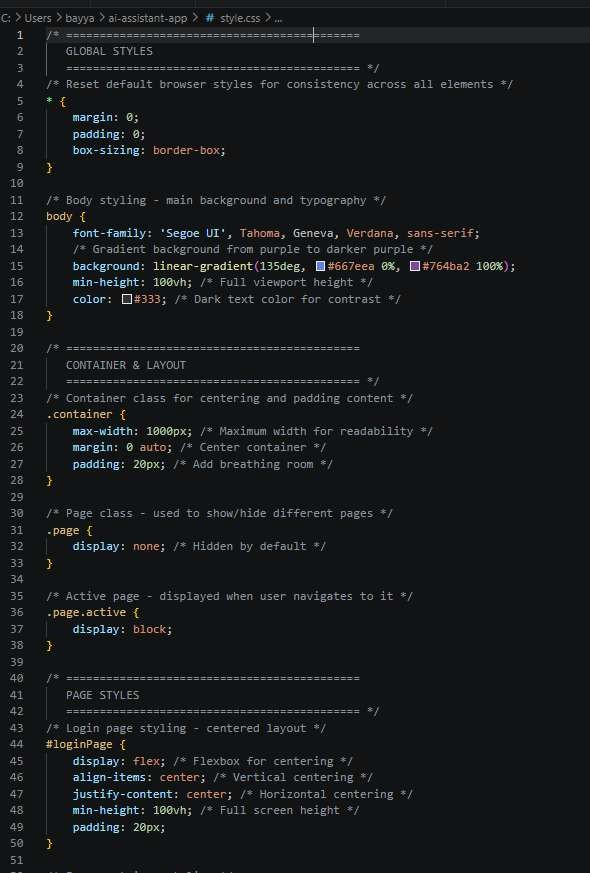 C: > Users > bayya > ai-assistant-app > # style.css > ...
1 /* ============================================
2    GLOBAL STYLES
3    ============================================ */
4 /* Reset default browser styles for consistency across all elements */
5 * {
6     margin: 0;
7     padding: 0;
8     box-sizing: border-box;
9 }
10
11 /* Body styling - main background and typography */
12 body {
13     font-family: 'Segoe UI', Tahoma, Geneva, Verdana, sans-serif;
14     /* Gradient background from purple to darker purple */
15     background: linear-gradient(135deg, #667eea 0%, #764ba2 100%);
16     min-height: 100vh; /* Full viewport height */
17     color: #333; /* Dark text color for contrast */
18 }
19
20 /* ============================================
21    CONTAINER & LAYOUT
22    ============================================ */
23 /* Container class for centering and padding content */
24 .container {
25     max-width: 1000px; /* Maximum width for readability */
26     margin: 0 auto; /* Center container */
27     padding: 20px; /* Add breathing room */
28 }
29
30 /* Page class - used to show/hide different pages */
31 .page {
32     display: none; /* Hidden by default */
33 }
34
35 /* Active page - displayed when user navigates to it */
36 .page.active {
37     display: block;
38 }
39
40 /* ============================================
41    PAGE STYLES
42    ============================================ */
43 /* Login page styling - centered layout */
44 #loginPage {
45     display: flex; /* Flexbox for centering */
46     align-items: center; /* Vertical centering */
47     justify-content: center; /* Horizontal centering */
48     min-height: 100vh; /* Full screen height */
49     padding: 20px;
50 }
51